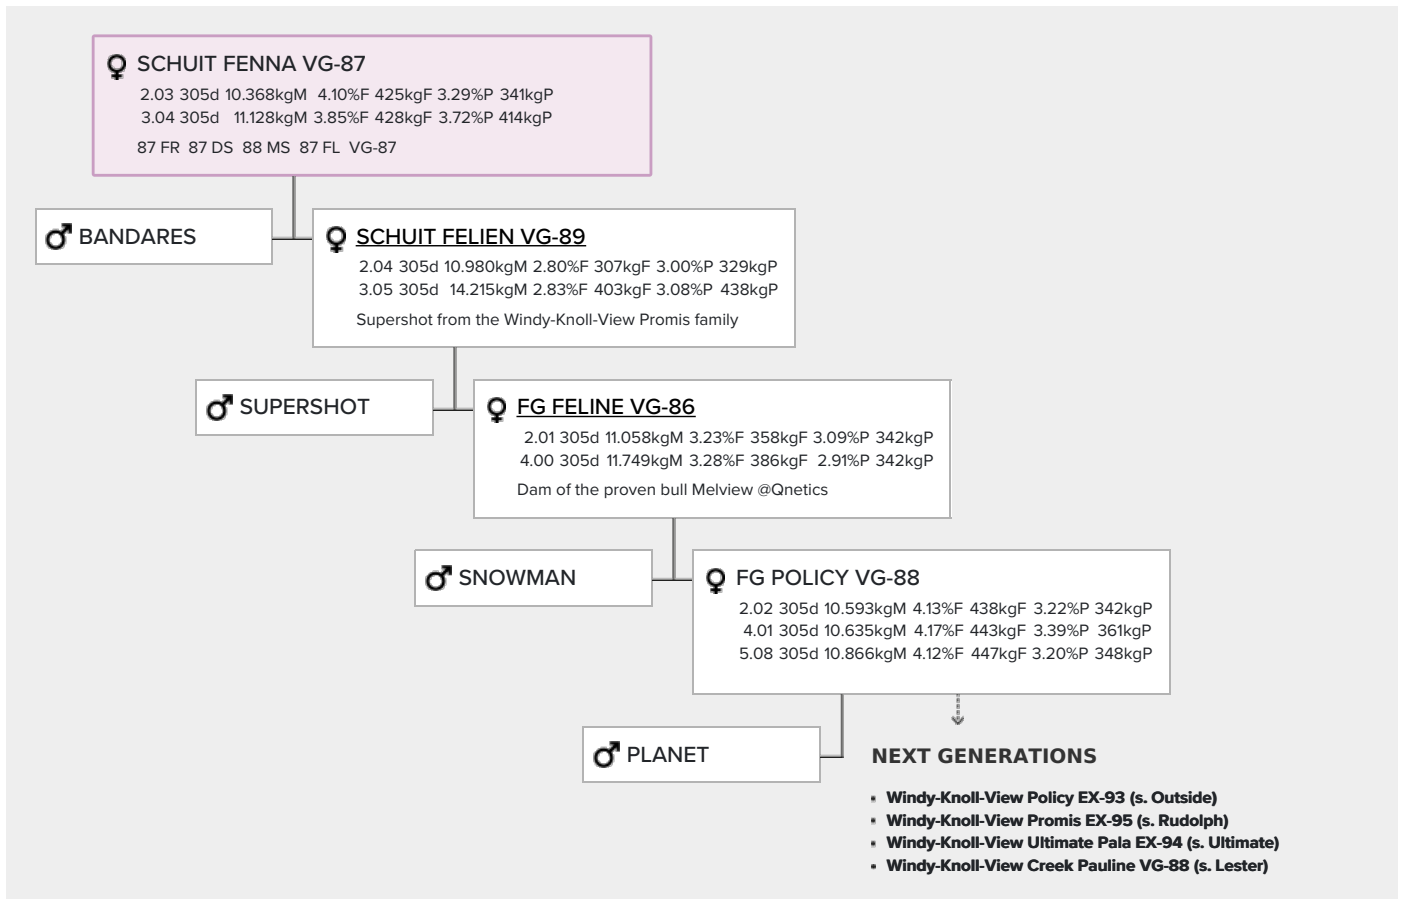 SCHUIT FENNA VG-87
2.03 305d 10.368kgM 4.10%F 425kgF 3.29%P 341kgP
3.04 305d 11.128kgM 3.85%F 428kgF 3.72%P 414kgP
87 FR 87 DS 88 MS 87 FL VG-87
BANDARES
SCHUIT FELIEN VG-89
2.04 305d 10.980kgM 2.80%F 307kgF 3.00%P 329kgP
3.05 305d 14.215kgM 2.83%F 403kgF 3.08%P 438kgP
Supershot from the Windy-Knoll-View Promis family
SUPERSHOT
FG FELINE VG-86
2.01 305d 11.058kgM 3.23%F 358kgF 3.09%P 342kgP
4.00 305d 11.749kgM 3.28%F 386kgF 2.91%P 342kgP
Dam of the proven bull Melview @Qnetics
SNOWMAN
FG POLICY VG-88
2.02 305d 10.593kgM 4.13%F 438kgF 3.22%P 342kgP
4.01 305d 10.635kgM 4.17%F 443kgF 3.39%P 361kgP
5.08 305d 10.866kgM 4.12%F 447kgF 3.20%P 348kgP
PLANET
NEXT GENERATIONS
Windy-Knoll-View Policy EX-93 (s. Outside)
Windy-Knoll-View Promis EX-95 (s. Rudolph)
Windy-Knoll-View Ultimate Pala EX-94 (s. Ultimate)
Windy-Knoll-View Creek Pauline VG-88 (s. Lester)